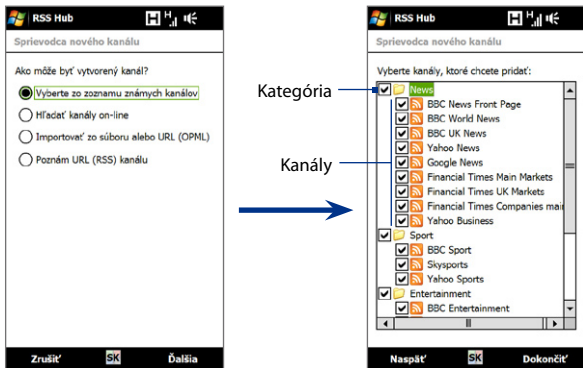 RSS Hub
H
Sprievodca nového kanálu
Ako môže byť vytvorený kanál?
Vyberte zo zoznamu známych kanálov
Hľadať kanály on-line
Importovať zo súboru alebo URL (OPML)
Poznám URL (RSS) kanálu
Zrušiť SK Ďalšia
Kategória
Kanály
RSS Hub
H
Sprievodca nového kanálu
Vyberte kanály, ktoré chcete pridať:
News
BBC News Front Page
BBC World News
BBC UK News
Yahoo News
Google News
Financial Times Main Markets
Financial Times UK Markets
Financial Times Companies mai
Yahoo Business
Sport
BBC Sport
Skysports
Yahoo Sports
Entertainment
BBC Entertainment
Naspäť SK Dokončiť